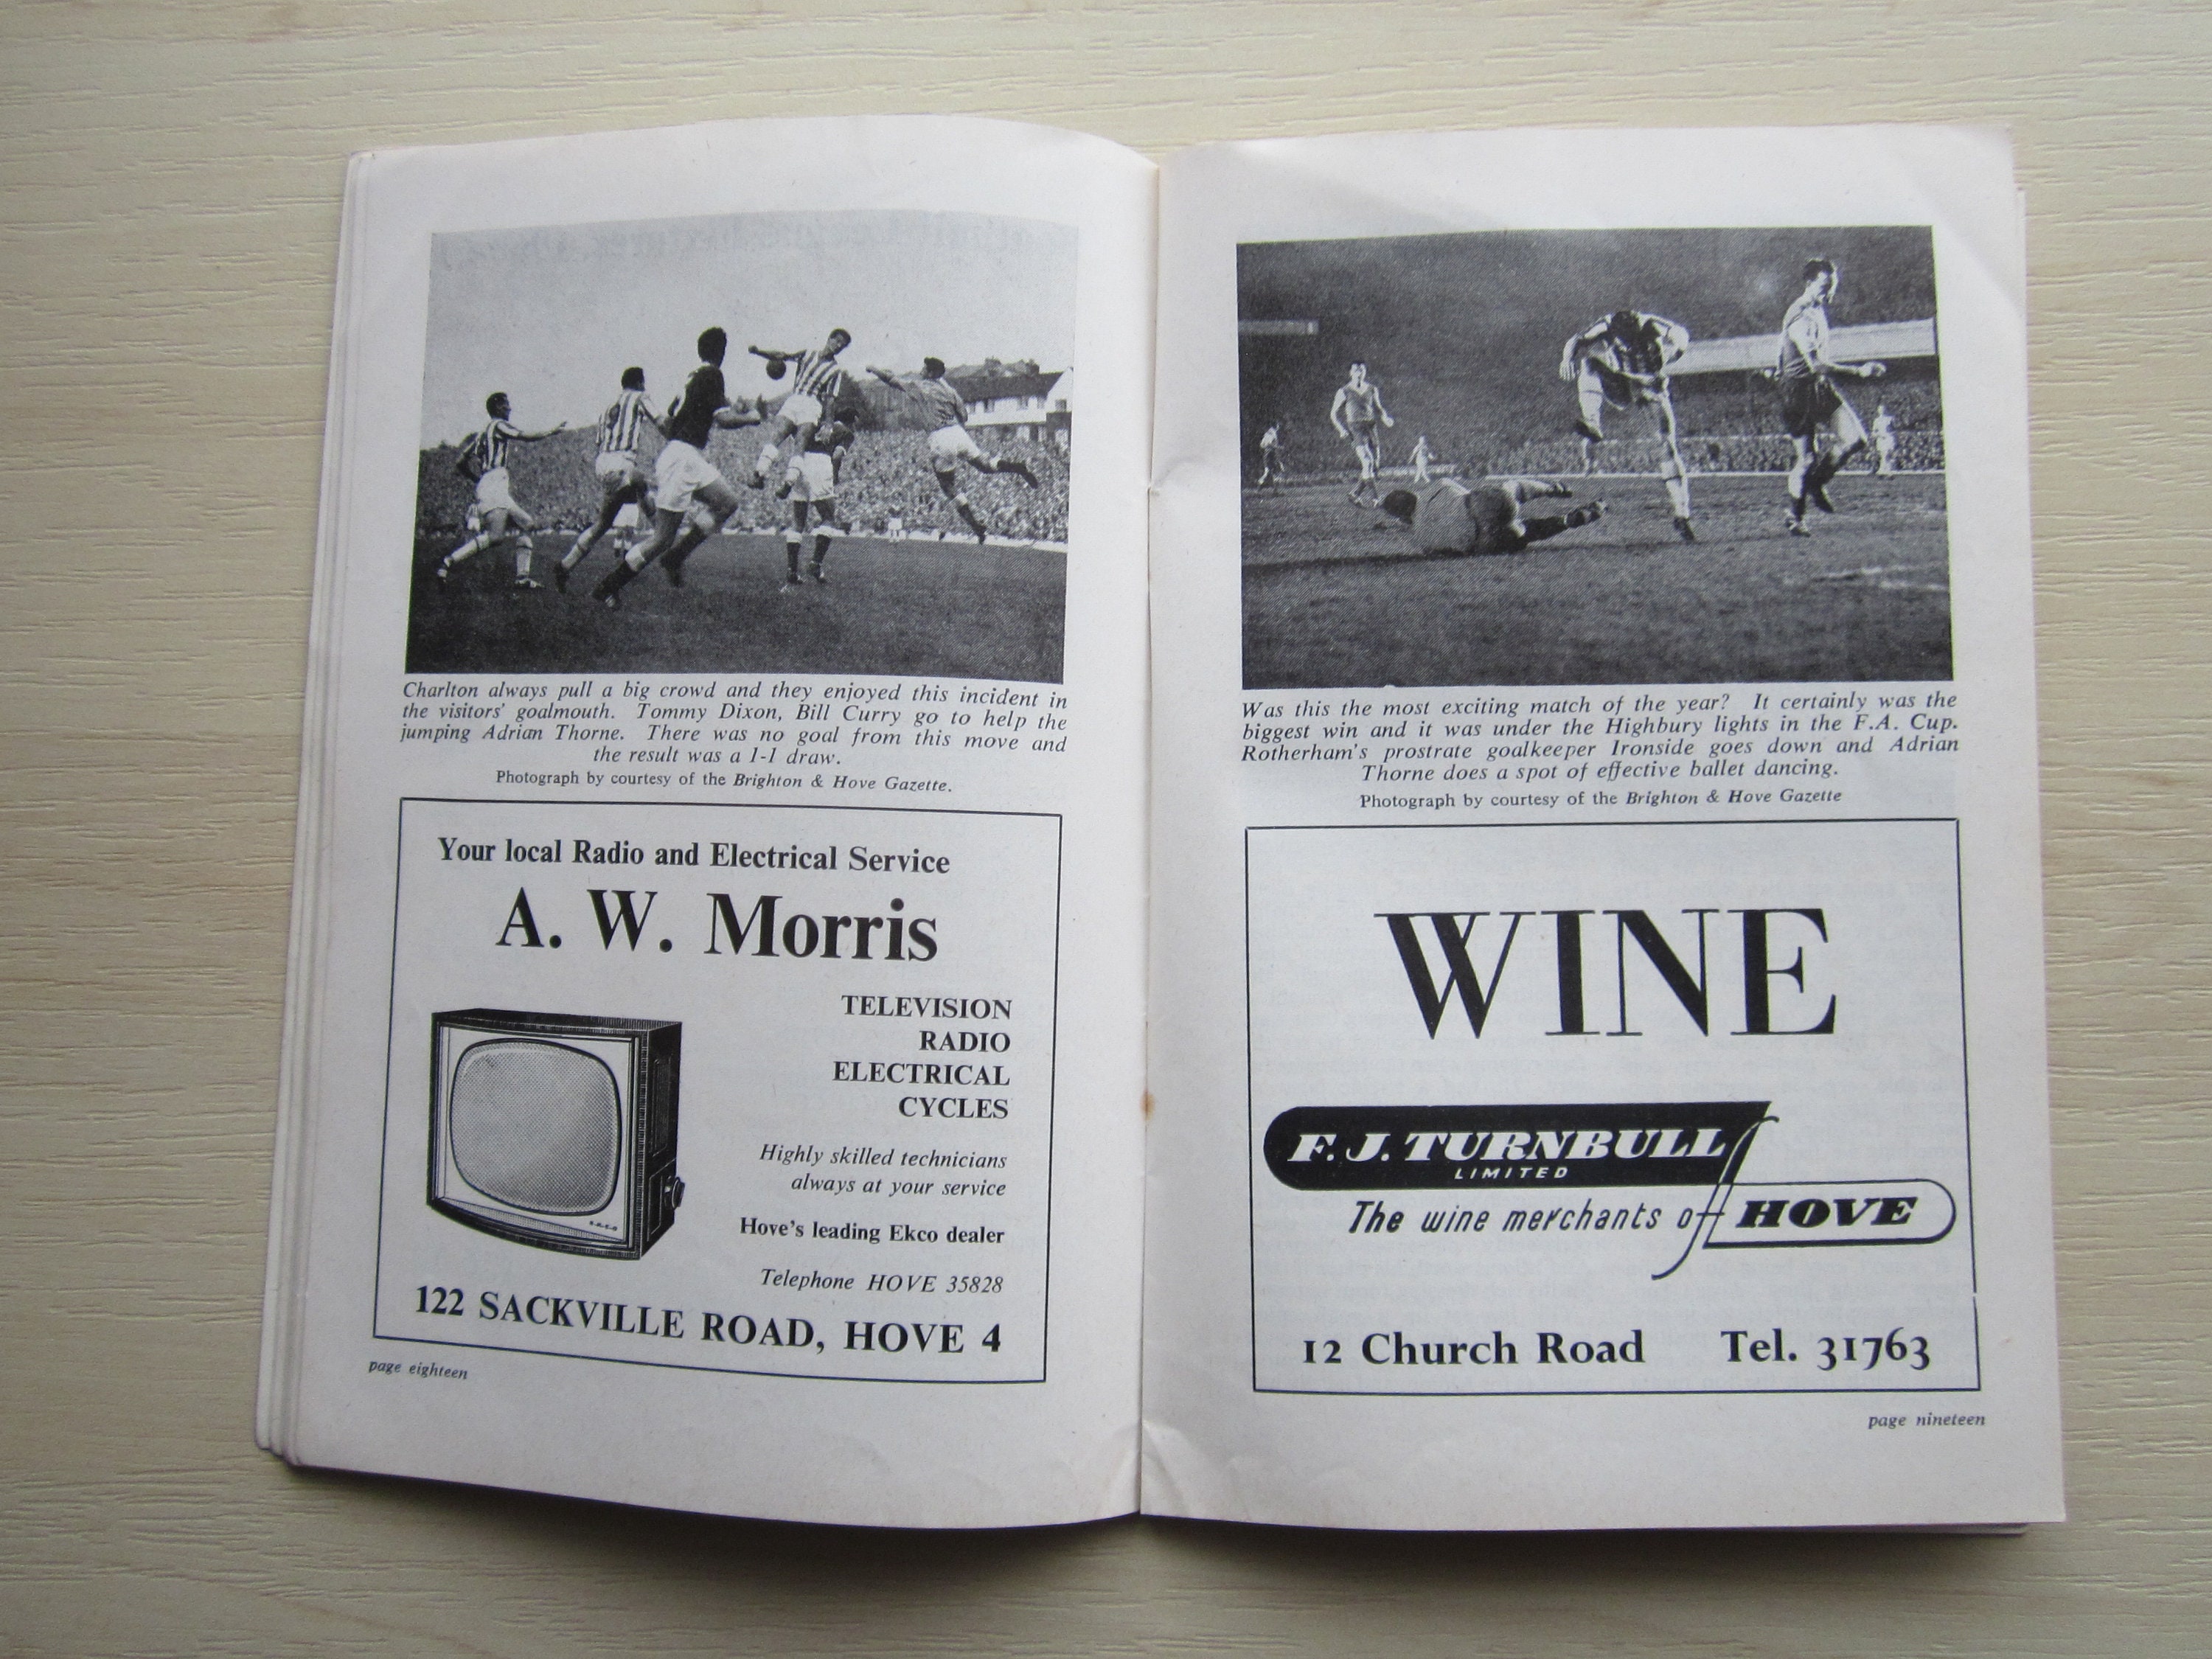 Charlton always pull a big crowd and they enjoyed this incident in
the visitors' goalmouth. Tommy Dixon, Bill Curry go to help the
jumping Adrian Thorne. There was no goal from this move and
the result was a 1-1 draw.
Photograph by courtesy of the Brighton & Hove Gazette.
Your local Radio and Electrical Service
A. W. Morris
TELEVISION
RADIO
ELECTRICAL
CYCLES
Highly skilled technicians
always at your service
Hove's leading Ekco dealer
Telephone HOVE 35828
122 SACKVILLE ROAD, HOVE 4
page eighteen
Was this the most exciting match of the year? It certainly was the
biggest win and it was under the Highbury lights in the F.A. Cup.
Rotherham's prostrate goalkeeper Ironside goes down and Adrian
Thorne does a spot of effective ballet dancing.
Photograph by courtesy of the Brighton & Hove Gazette
WINE
F. J. TURNBULL
LIMITED
The wine merchants of HOVE
12 Church Road Tel. 31763
page nineteen